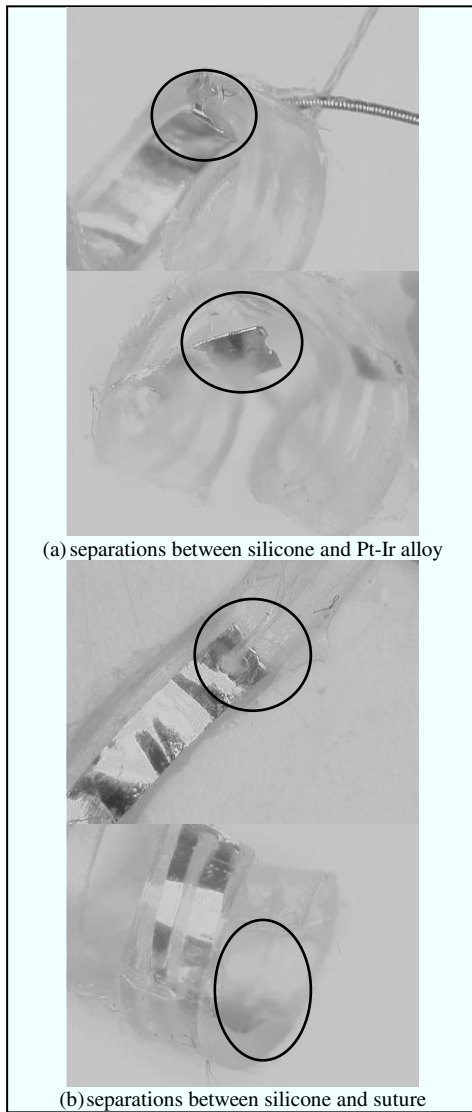 (a) separations between silicone and Pt-Ir alloy
(b) separations between silicone and suture